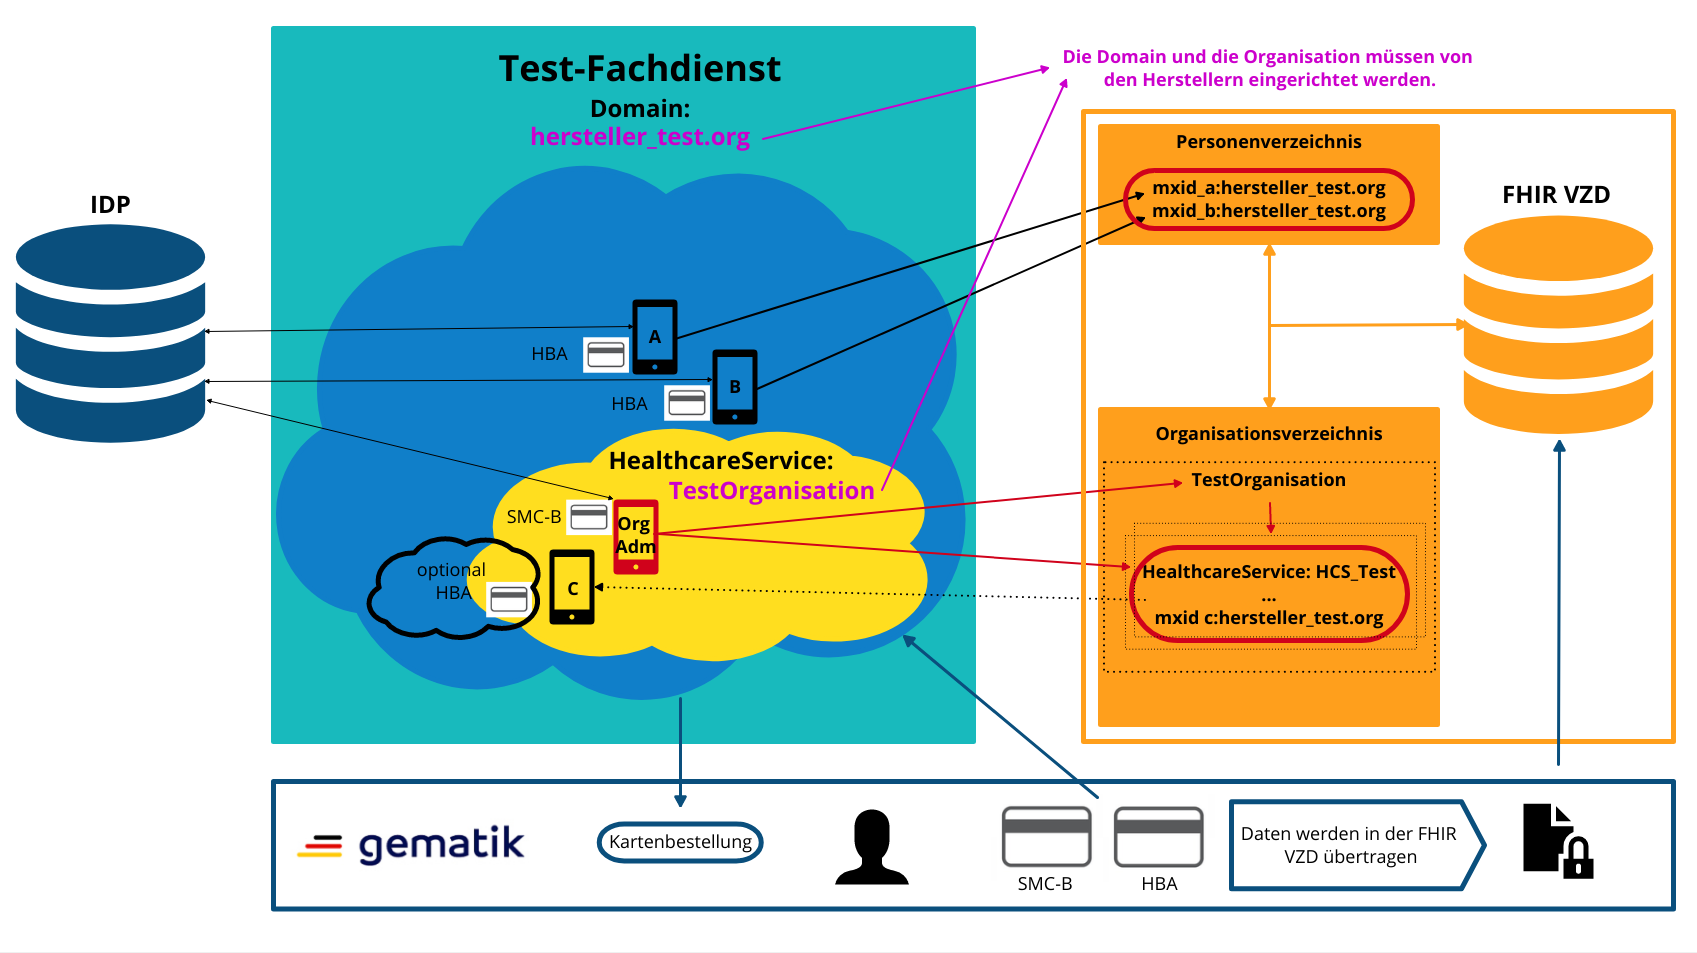 Test-Fachdienst
Domain:
hersteller_test.org
Die Domain und die Organisation müssen von
den Herstellern eingerichtet werden.
IDP
Personenverzeichnis
mxid_a:hersteller_test.org
mxid_b:hersteller_test.org
FHIR VZD
A
HBA
B
HBA
HealthcareService:
TestOrganisation
SMC-B
Org
Adm
optional
HBA
C
Organisationsverzeichnis
TestOrganisation
HealthcareService: HCS_Test
...
mxid c:hersteller_test.org
gematik
Kartenbestellung
SMC-B
HBA
Daten werden in der FHIR
VZD übertragen